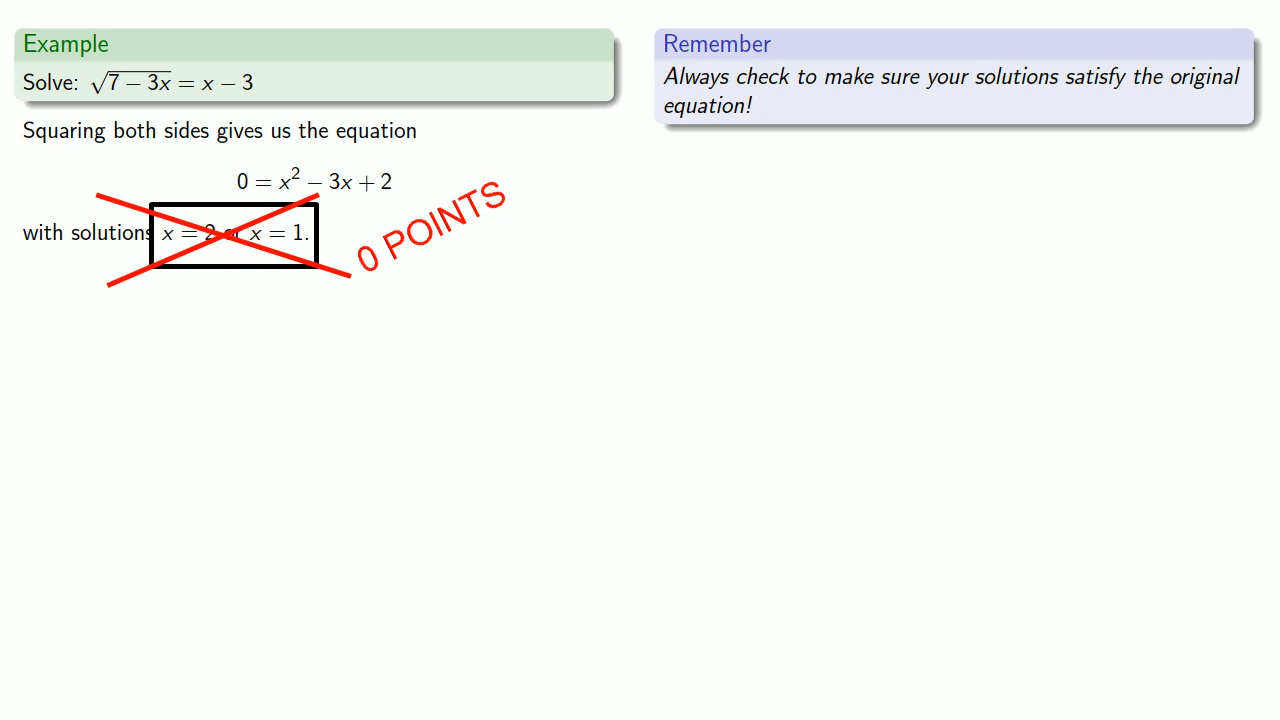 Example
Solve: √(7 − 3x) = x − 3
Squaring both sides gives us the equation
0 = x² − 3x + 2
with solutions x = 2 or x = 1.
0 POINTS
Remember
Always check to make sure your solutions satisfy the original
equation!